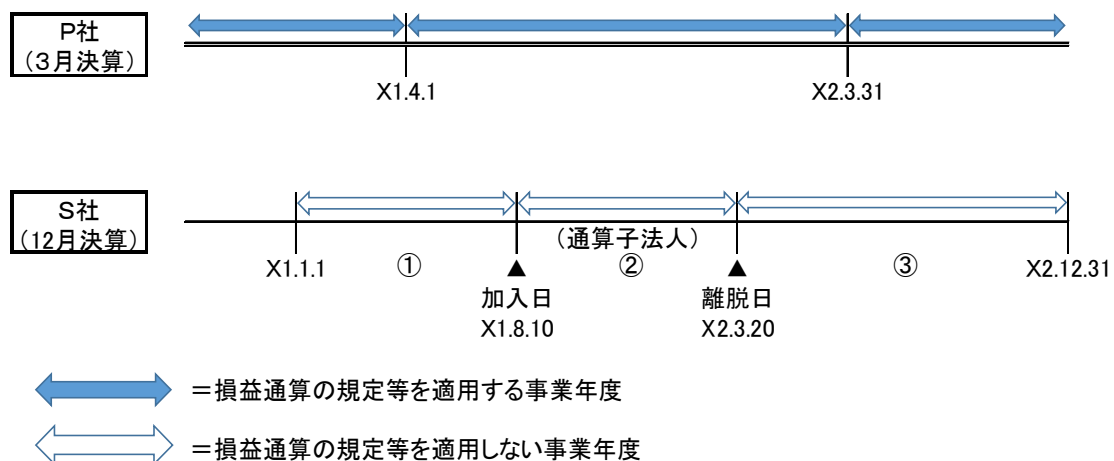 P社
（3月決算）
X1.4.1
X2.3.31
S社
（12月決算）
（通算子法人）
X1.1.1
①
②
③
X2.12.31
▲
▲
加入日
離脱日
X1.8.10
X2.3.20
＝損益通算の規定等を適用する事業年度
＝損益通算の規定等を適用しない事業年度